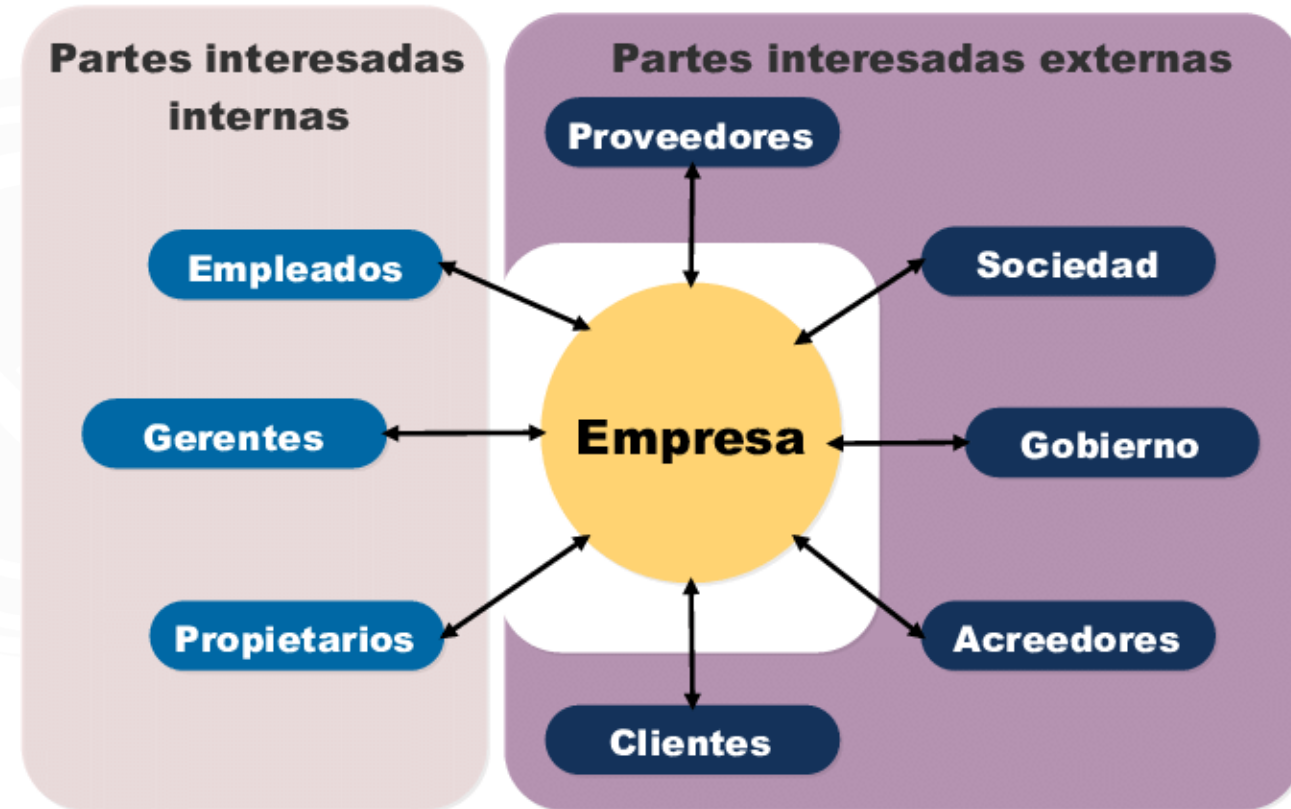 Partes interesadas
internas
Partes interesadas externas
Proveedores
Empleados
Sociedad
Gerentes
Empresa
Gobierno
Propietarios
Acreedores
Clientes